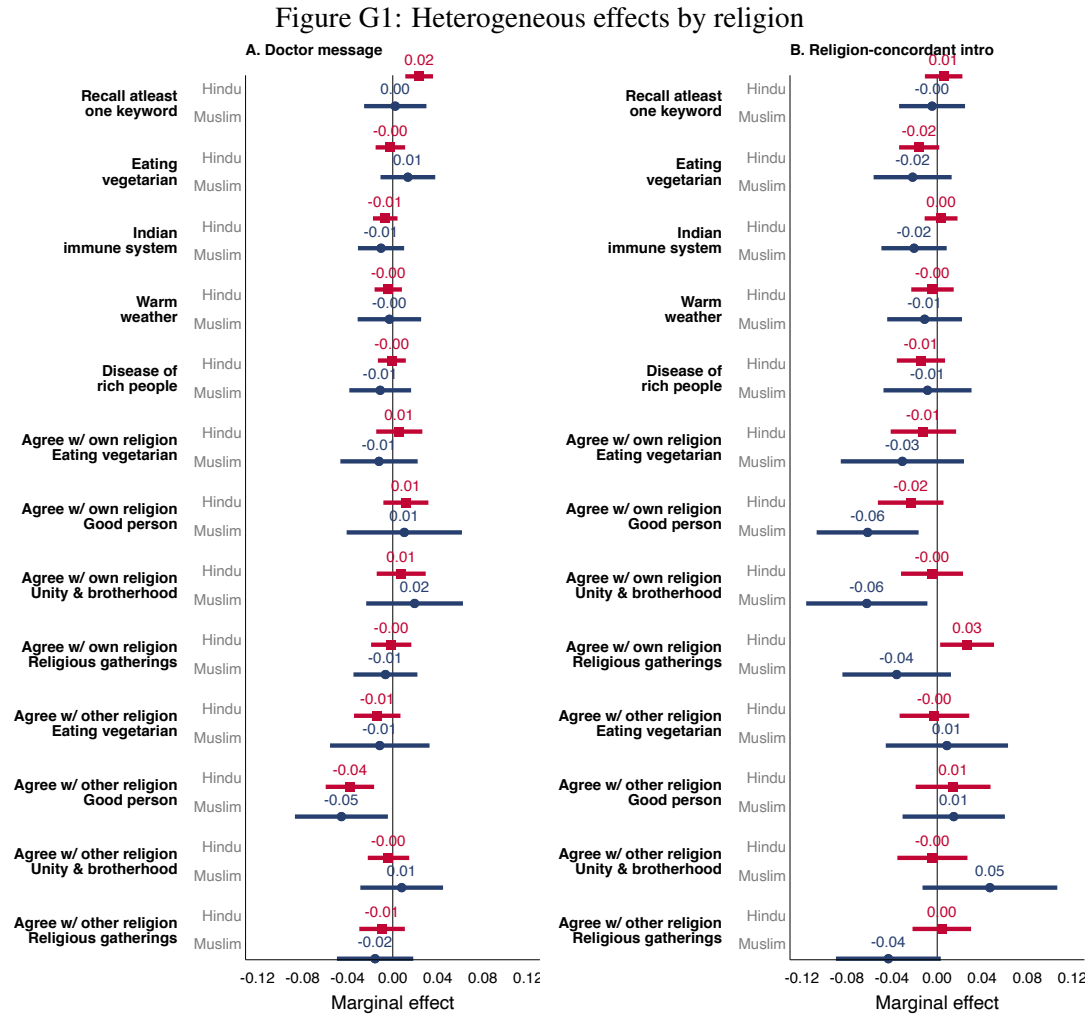 Figure G1: Heterogeneous effects by religion
A. Doctor message
Recall atleast
one keyword
Hindu
0.02
Muslim
0.00
Eating
vegetarian
Hindu
-0.00
Muslim
0.01
Indian
immune system
Hindu
-0.01
Muslim
-0.01
Warm
weather
Hindu
-0.00
Muslim
-0.00
Disease of
rich people
Hindu
-0.00
Muslim
-0.01
Agree w/ own religion
Eating vegetarian
Hindu
0.01
Muslim
-0.01
Agree w/ own religion
Good person
Hindu
0.01
Muslim
0.01
Agree w/ own religion
Unity & brotherhood
Hindu
0.01
Muslim
0.02
Agree w/ own religion
Religious gatherings
Hindu
-0.00
Muslim
-0.01
Agree w/ other religion
Eating vegetarian
Hindu
-0.01
Muslim
-0.01
Agree w/ other religion
Good person
Hindu
-0.04
Muslim
-0.05
Agree w/ other religion
Unity & brotherhood
Hindu
-0.00
Muslim
0.01
Agree w/ other religion
Religious gatherings
Hindu
-0.01
Muslim
-0.02
-0.12 -0.08 -0.04 0.00 0.04 0.08 0.12
Marginal effect
B. Religion-concordant intro
Recall atleast
one keyword
Hindu
0.01
Muslim
-0.00
Eating
vegetarian
Hindu
-0.02
Muslim
-0.02
Indian
immune system
Hindu
0.00
Muslim
-0.02
Warm
weather
Hindu
-0.00
Muslim
-0.01
Disease of
rich people
Hindu
-0.01
Muslim
-0.01
Agree w/ own religion
Eating vegetarian
Hindu
-0.01
Muslim
-0.03
Agree w/ own religion
Good person
Hindu
-0.02
Muslim
-0.06
Agree w/ own religion
Unity & brotherhood
Hindu
-0.00
Muslim
-0.06
Agree w/ own religion
Religious gatherings
Hindu
0.03
Muslim
-0.04
Agree w/ other religion
Eating vegetarian
Hindu
-0.00
Muslim
0.01
Agree w/ other religion
Good person
Hindu
0.01
Muslim
0.01
Agree w/ other religion
Unity & brotherhood
Hindu
-0.00
Muslim
0.05
Agree w/ other religion
Religious gatherings
Hindu
0.00
Muslim
-0.04
-0.12 -0.08 -0.04 0.00 0.04 0.08 0.12
Marginal effect